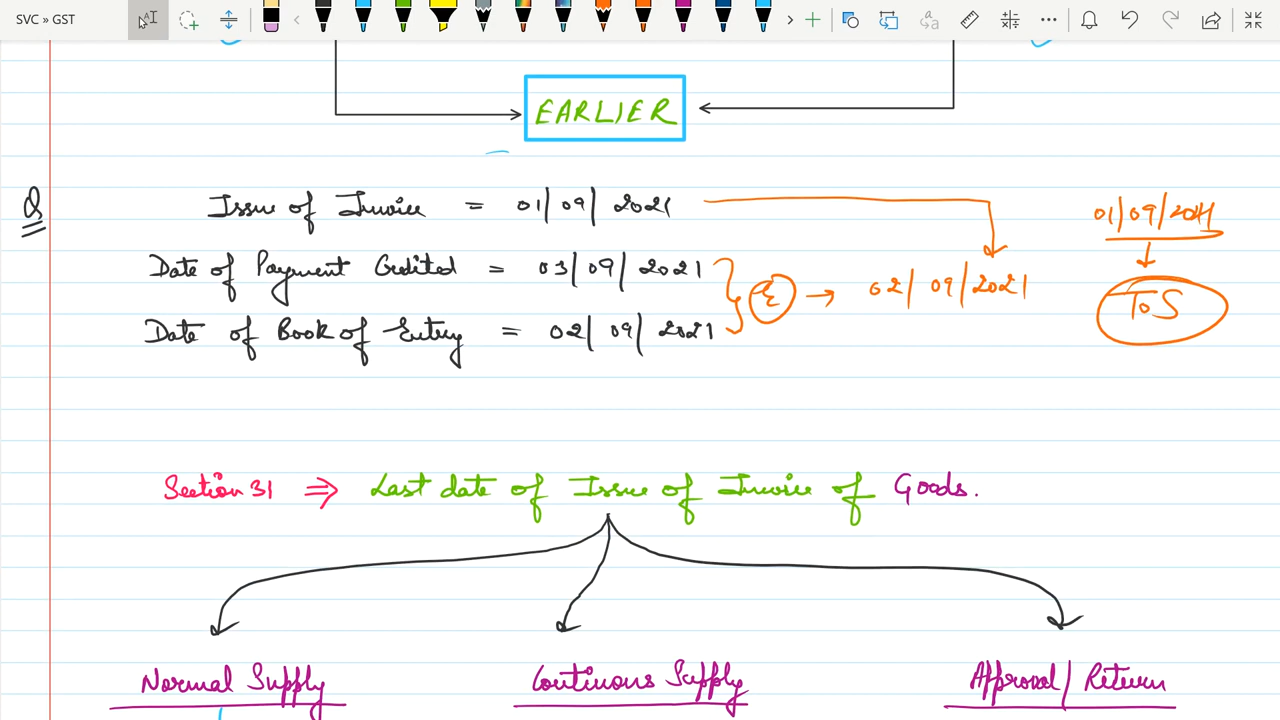 SVC » GST
EARLIER
Q
Issue of Invoice = 01/09/2021
01/09/2021
Date of Payment Credited = 03/09/2021
→ 02/09/2021
ToS
Date of Book of Entry = 02/09/2021
Section 31 ⇒ Last date of Issue of Invoice of Goods.
Normal Supply
Continuous Supply
Approval/Return